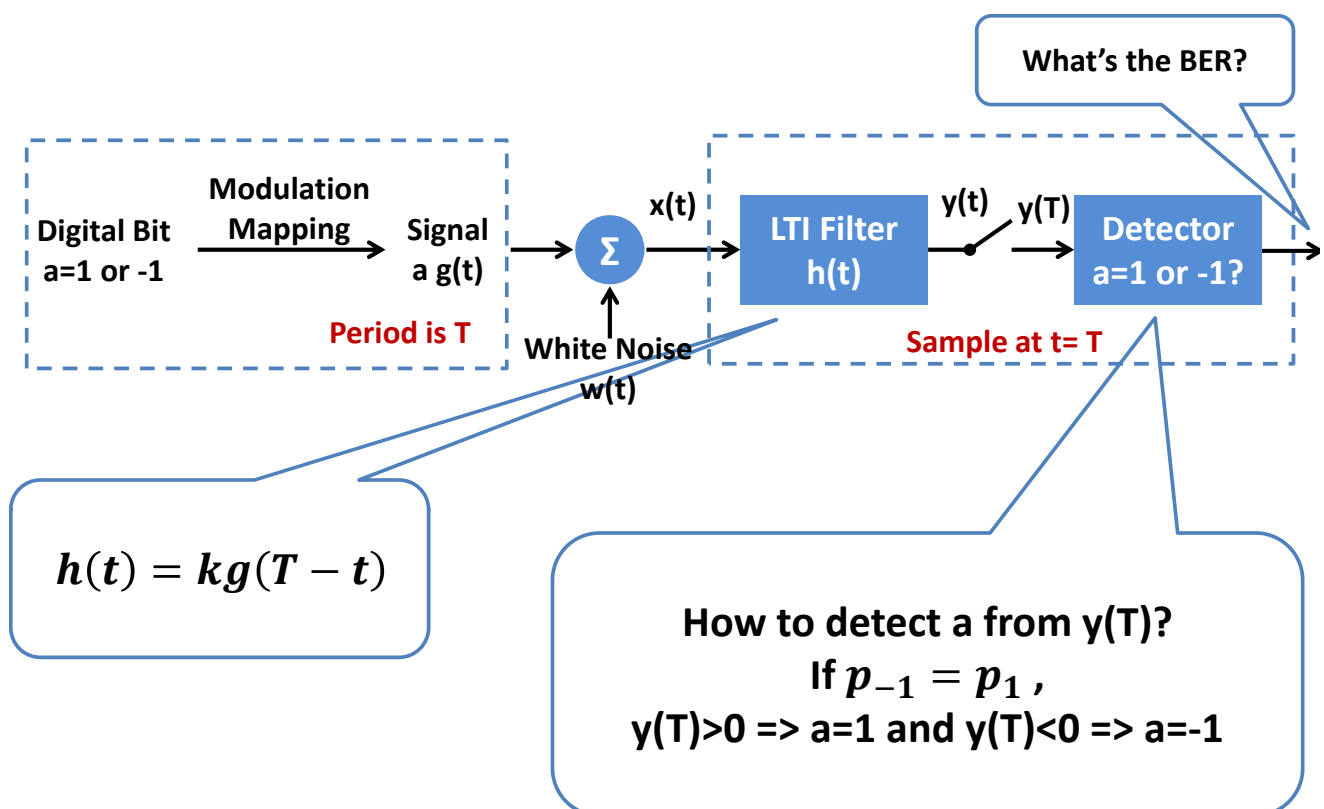 What's the BER?
Modulation
Mapping
Digital Bit
a=1 or -1
Signal
a g(t)
Period is T
Σ
White Noise
w(t)
x(t)
LTI Filter
h(t)
y(t)
y(T)
Detector
a=1 or -1?
Sample at t= T
h(t) = kg(T − t)
How to detect a from y(T)?
If p₋₁ = p₁ ,
y(T)>0 => a=1 and y(T)<0 => a=-1